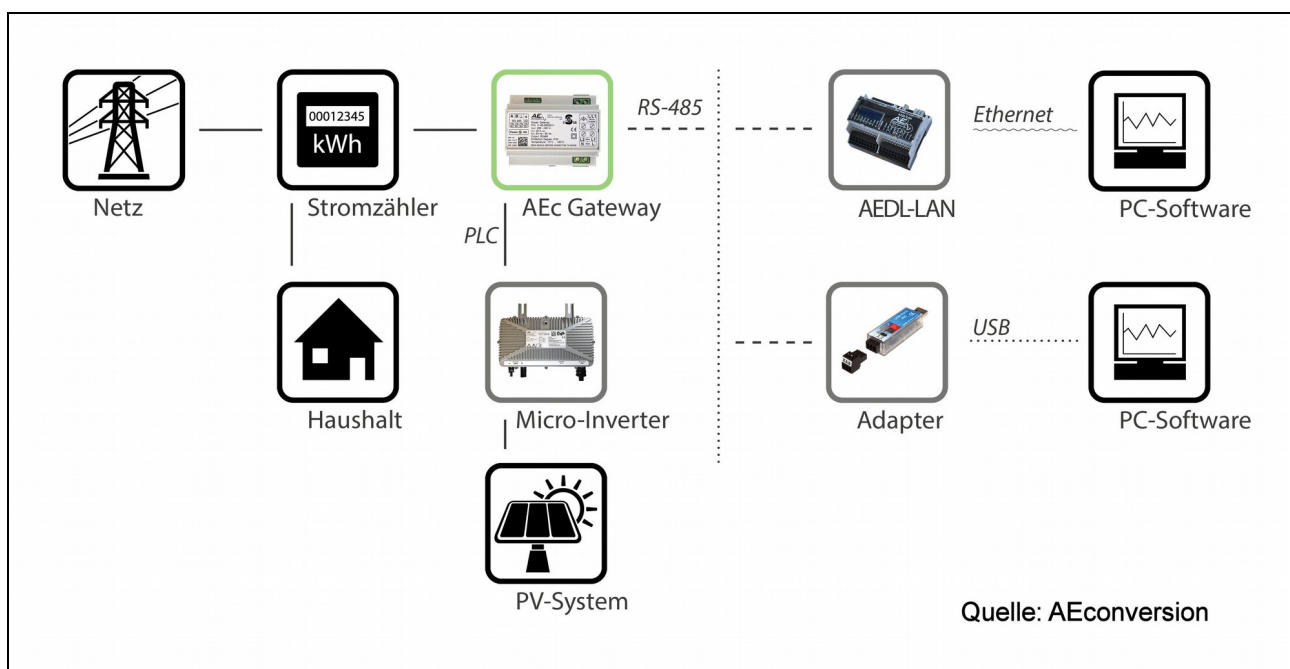 RS-485
Ethernet
00012345
kWh
AE
Netz
Stromzähler
AEc Gateway
AEDL-LAN
PC-Software
PLC
USB
Haushalt
Micro-Inverter
Adapter
PC-Software
PV-System
Quelle: AEconversion